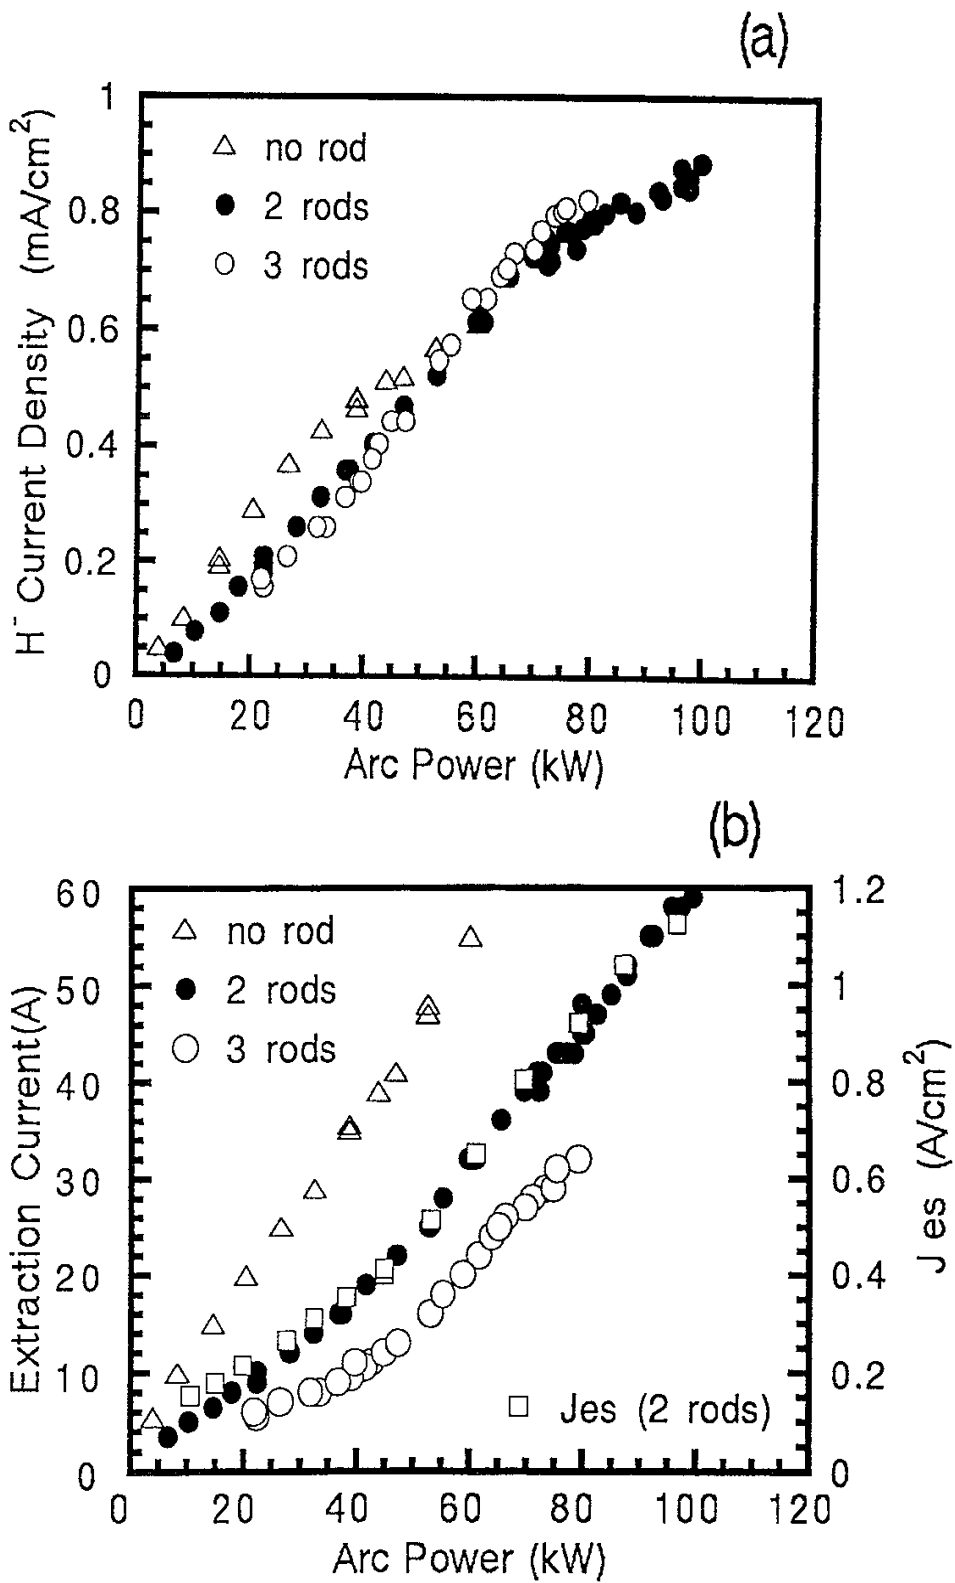 (a)
1
0.8
0.6
0.4
0.2
0
H⁻ Current Density (mA/cm²)
no rod
2 rods
3 rods
0 20 40 60 80 100 120
Arc Power (kW)
(b)
60
50
40
30
20
10
0
Extraction Current(A)
no rod
2 rods
3 rods
Jes (2 rods)
1.2
1
0.8
0.6
0.4
0.2
0
Jes (A/cm²)
0 20 40 60 80 100 120
Arc Power (kW)